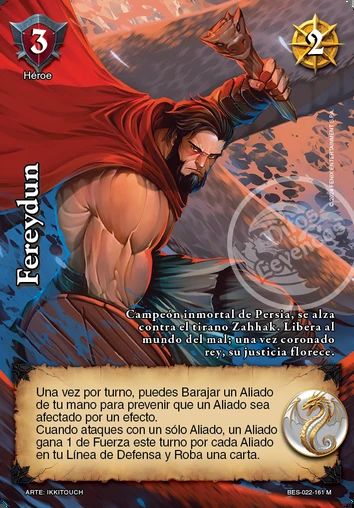 3
2
Héroe
Fereydun
Dagas
Leyendas
Campeón inmortal de Persia, se alza
contra el tirano Zahhak. Libera al
mundo del mal; una vez coronado
rey, su justicia florece.
Una vez por turno, puedes Barajar un Aliado
de tu mano para prevenir que un Aliado sea
afectado por un efecto.
Cuando ataques con un sólo Aliado, un Aliado
gana 1 de Fuerza este turno por cada Aliado
en tu Línea de Defensa y Roba una carta.
ARTE: IKKITOUCH
BES-022-161 M